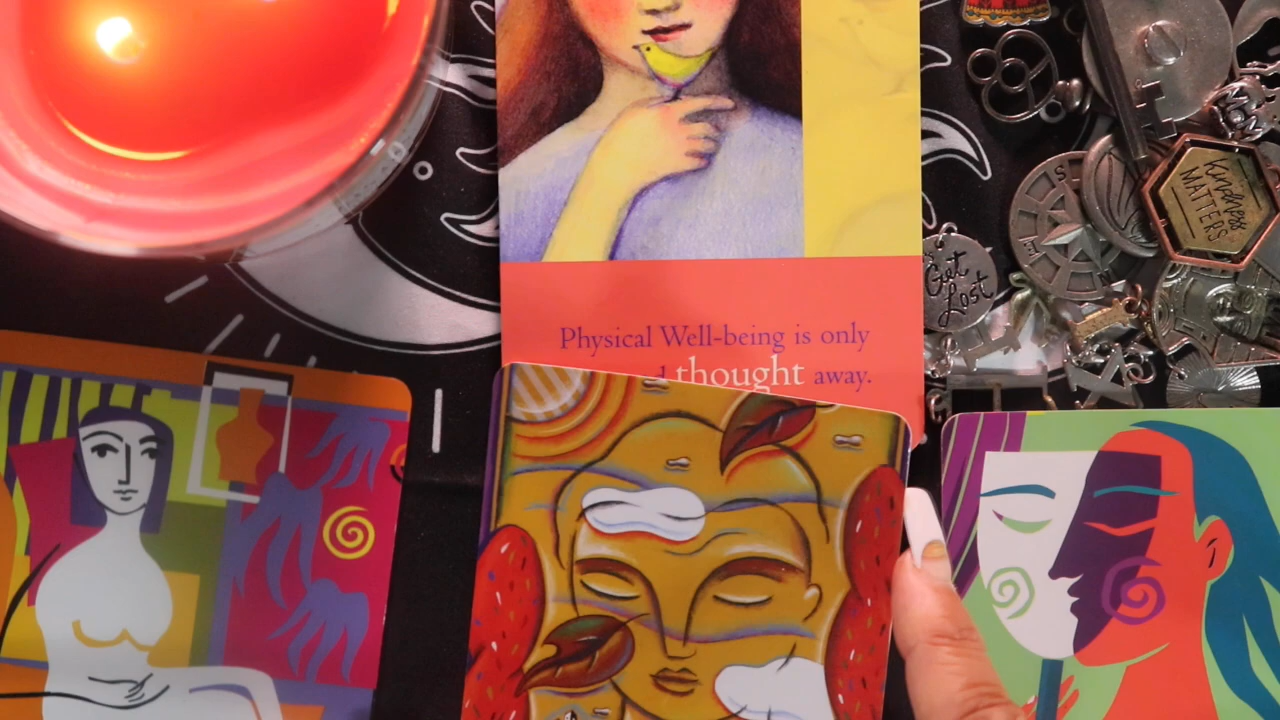 Physical Well-being is only
thought away.
Kindness
MATTERS
Get
Lost